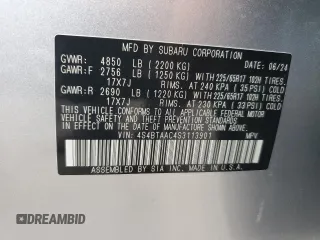 MFD. BY SUBARU CORPORATION 06/24
GVWR: 4850 LB (2200 KG)
GAWR:F 2756 LB (1250 KG) WITH 225/65R17 102H TIRES,
17X7J RIMS, AT 240 KPA (35 PSI) COLD
GAWR:R 2690 LB (1220 KG) WITH 225/65R17 102H TIRES,
17X7J RIMS, AT 230 KPA (33 PSI) COLD
THIS VEHICLE CONFORMS TO ALL APPLICABLE
FEDERAL MOTOR VEHICLE SAFETY, BUMPER AND THEFT
PREVENTION STANDARDS IN EFFECT ON THE DATE OF
MANUFACTURE SHOWN ABOVE.
VIN: 4S4BTAAC4S3113901 MPV
ASSEMBLED BY SIA INC. MADE IN U.S.A.
© AutoBidMaster